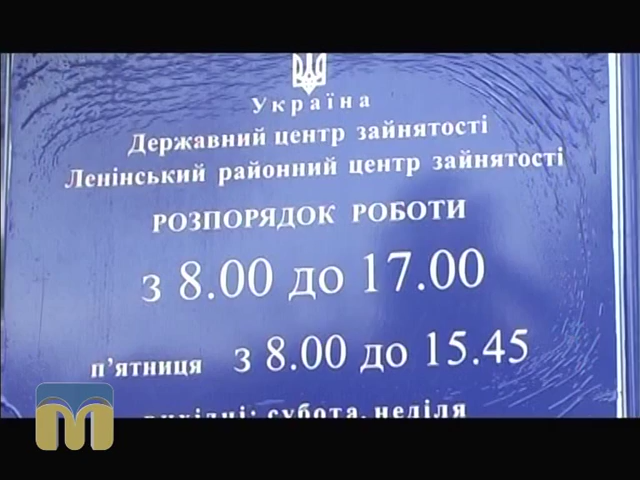 Україна
Державний центр зайнятості
Ленінський районний центр зайнятості
РОЗПОРЯДОК РОБОТИ
з 8.00 до 17.00
п’ятниця з 8.00 до 15.45
вихідні: субота, неділя
M